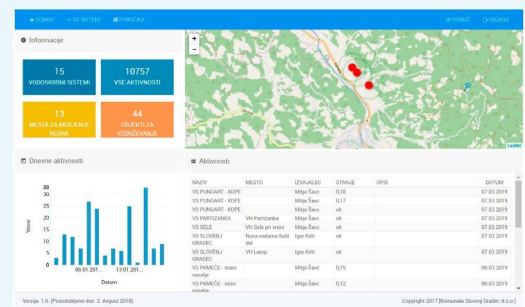 DOMOV VS SISTEMI POROČILA POMOČ ODJAVA
Informacije
15
VODOOSKRBNI SISTEMI
10757
VSE AKTIVNOSTI
13
MESTA ZA MERJENJE KLORA
44
OBJEKTI ZA VZDRŽEVANJE
+
-
Leaflet
Dnevne aktivnosti
33
30
25
20
15
10
5
0
Vnosi
06.01.201... 13.01.201...
Datum
Aktivnosti
NAZIV MESTO IZVAJALEC STANJE OPIS DATUM
VS PUNGART - KOPE Mitja Šavc 0,18 07.03.2019
VS PUNGART - KOPE Mitja Šavc 0,17 07.03.2019
VS PUNGART - KOPE Mitja Šavc ok 07.03.2019
VS PARTIZANKA VH Partizanka Mitja Šavc ok 07.03.2019
VS SELE VH Sele pri vrtini Mitja Šavc ok 07.03.2019
VS SLOVENJ GRADEC Nova vodarna Suhi dol Igor Kelc ok 07.03.2019
VS SLOVENJ GRADEC VH Lamp Igor Kelc ok 07.03.2019
VS PAMEČE - staro naselje Mitja Šavc 0,15 06.03.2019
VS PAMEČE - novo naselje Mitja Šavc 0,12 06.03.2019
Verzija: 1.6. (Posodobljeno dne: 2. Avgust 2018) Copyright 2017 [Komunala Slovenj Gradec d.o.o.]